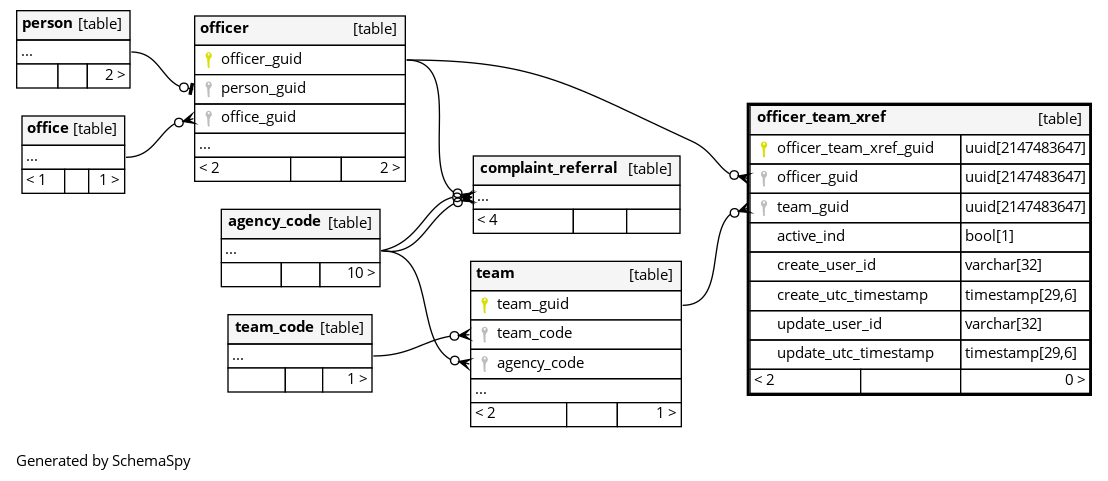 person [table]
...
2 >
office [table]
...
< 1 1 >
officer [table]
officer_guid
person_guid
office_guid
...
< 2 2 >
agency_code [table]
...
10 >
team_code [table]
...
1 >
complaint_referral [table]
...
< 4
team [table]
team_guid
team_code
agency_code
...
< 2 1 >
officer_team_xref [table]
officer_team_xref_guid uuid[2147483647]
officer_guid uuid[2147483647]
team_guid uuid[2147483647]
active_ind bool[1]
create_user_id varchar[32]
create_utc_timestamp timestamp[29,6]
update_user_id varchar[32]
update_utc_timestamp timestamp[29,6]
< 2 0 >
Generated by SchemaSpy